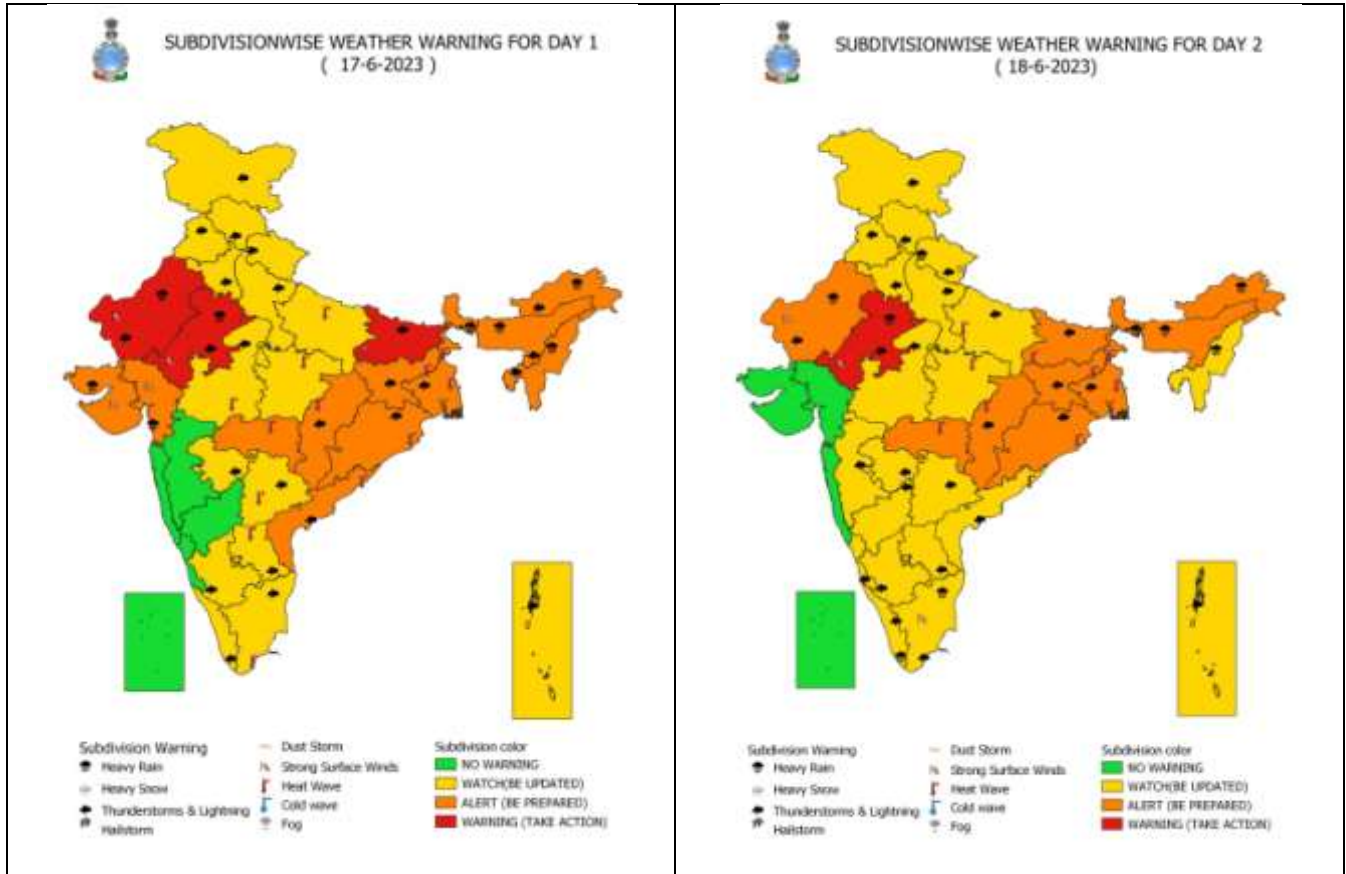 SUBDIVISIONWISE WEATHER WARNING FOR DAY 1
( 17-6-2023 )
Subdivision Warning
Heavy Rain
Heavy Snow
Thunderstorms & Lightning
Hailstorm
Dust Storm
Strong Surface Winds
Heat Wave
Cold wave
Fog
Subdivision color
NO WARNING
WATCH(BE UPDATED)
ALERT (BE PREPARED)
WARNING (TAKE ACTION)
SUBDIVISIONWISE WEATHER WARNING FOR DAY 2
( 18-6-2023)
Subdivision Warning
Heavy Rain
Heavy Snow
Thunderstorms & Lightning
Hailstorm
Dust Storm
Strong Surface Winds
Heat Wave
Cold wave
Fog
Subdivision color
NO WARNING
WATCH(BE UPDATED)
ALERT (BE PREPARED)
WARNING (TAKE ACTION)